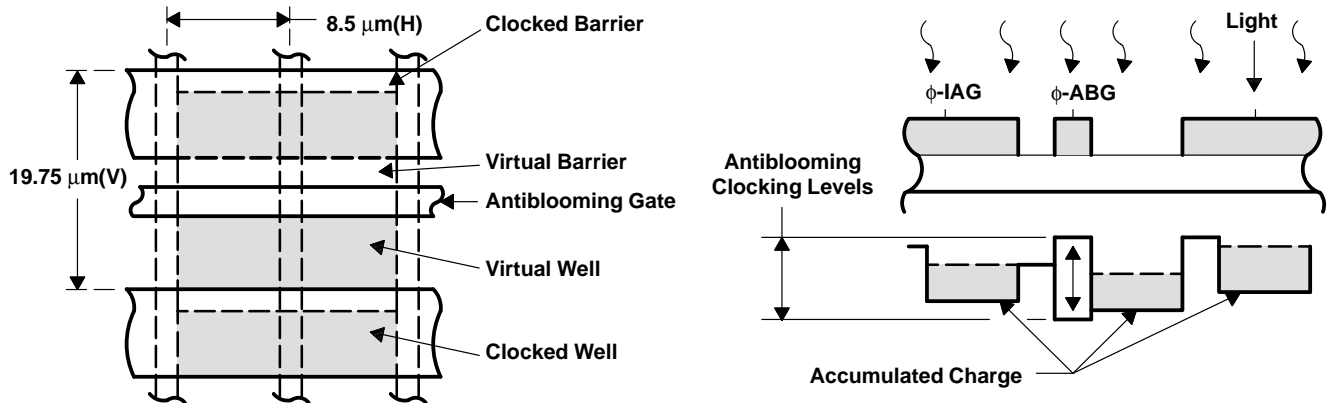 8.5 µm(H)
Clocked Barrier
19.75 µm(V)
Virtual Barrier
Antiblooming Gate
Virtual Well
Clocked Well
Light
ϕ-IAG
ϕ-ABG
Antiblooming
Clocking Levels
Accumulated Charge